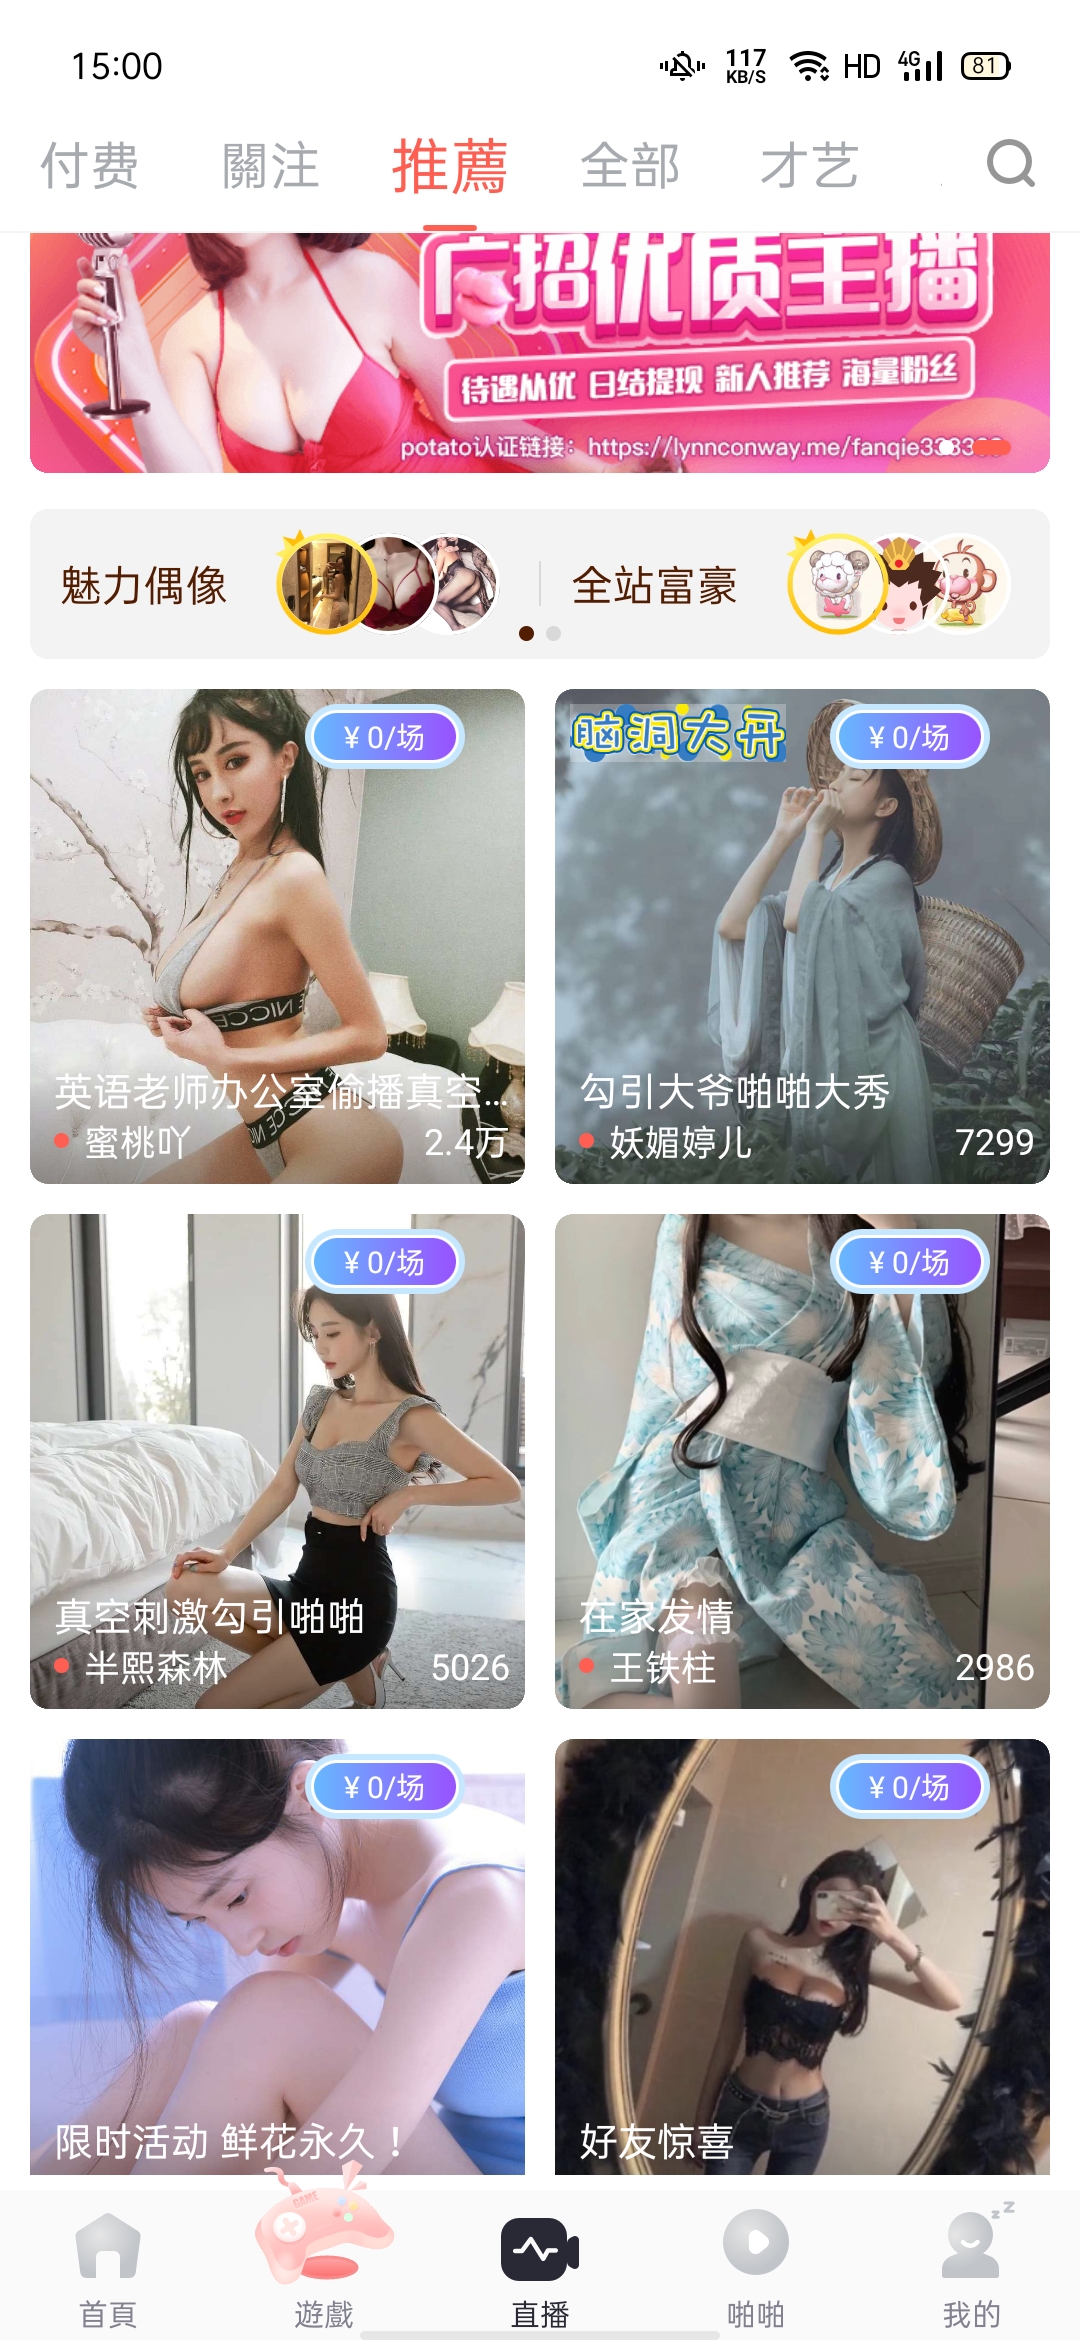 15:00
117 KB/S
HD
4G
81
付费 關注 推薦 全部 才艺
广招优质主播
待遇从优 日结提现 新人推荐 海量粉丝
potato认证链接：https://lynnconway.me/fanqie333
魅力偶像 全站富豪
¥ 0/场
英语老师办公室偷播真空...
蜜桃吖 2.4万
脑洞大开
¥ 0/场
勾引大爷啪啪大秀
妖媚婷儿 7299
¥ 0/场
真空刺激勾引啪啪
半熙森林 5026
¥ 0/场
在家发情
王铁柱 2986
¥ 0/场
限时活动 鲜花永久！
¥ 0/场
好友惊喜
GAME
z z
首頁 遊戲 直播 啪啪 我的